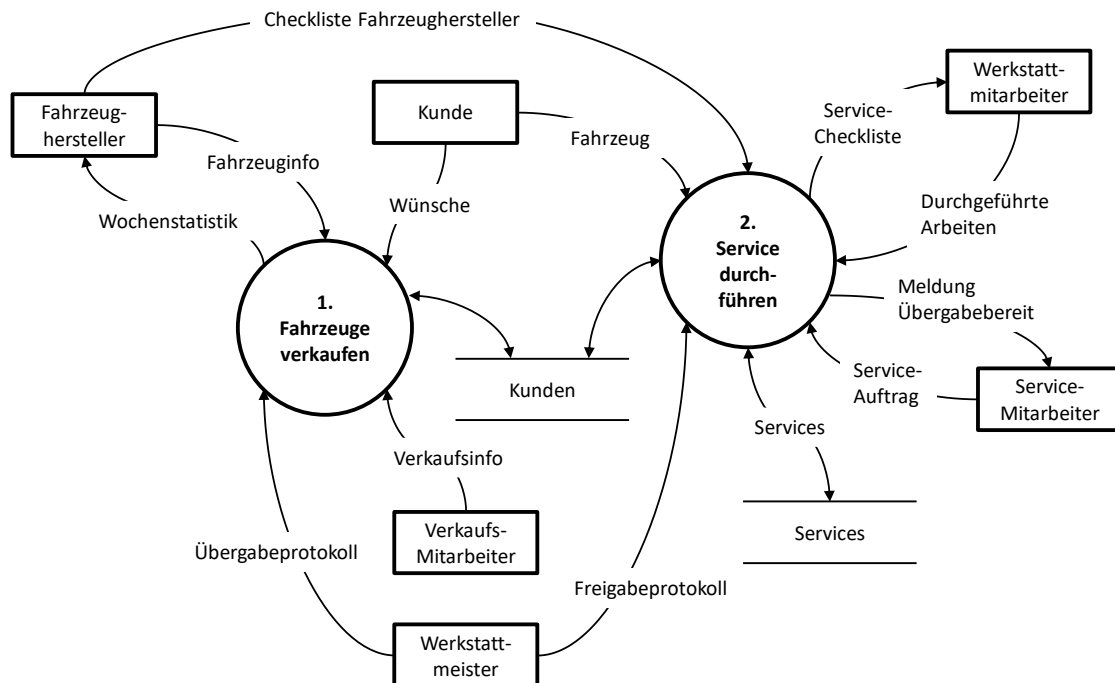 Checkliste Fahrzeughersteller
Fahrzeug-
hersteller
Kunde
Werkstatt-
mitarbeiter
Service-
Checkliste
Fahrzeuginfo
Fahrzeug
Wochenstatistik
Wünsche
Durchgeführte
Arbeiten
1.
Fahrzeuge
verkaufen
2.
Service
durch-
führen
Meldung
Übergabebereit
Kunden
Service-
Auftrag
Service-
Mitarbeiter
Services
Verkaufsinfo
Verkaufs-
Mitarbeiter
Services
Übergabeprotokoll
Freigabeprotokoll
Werkstatt-
meister